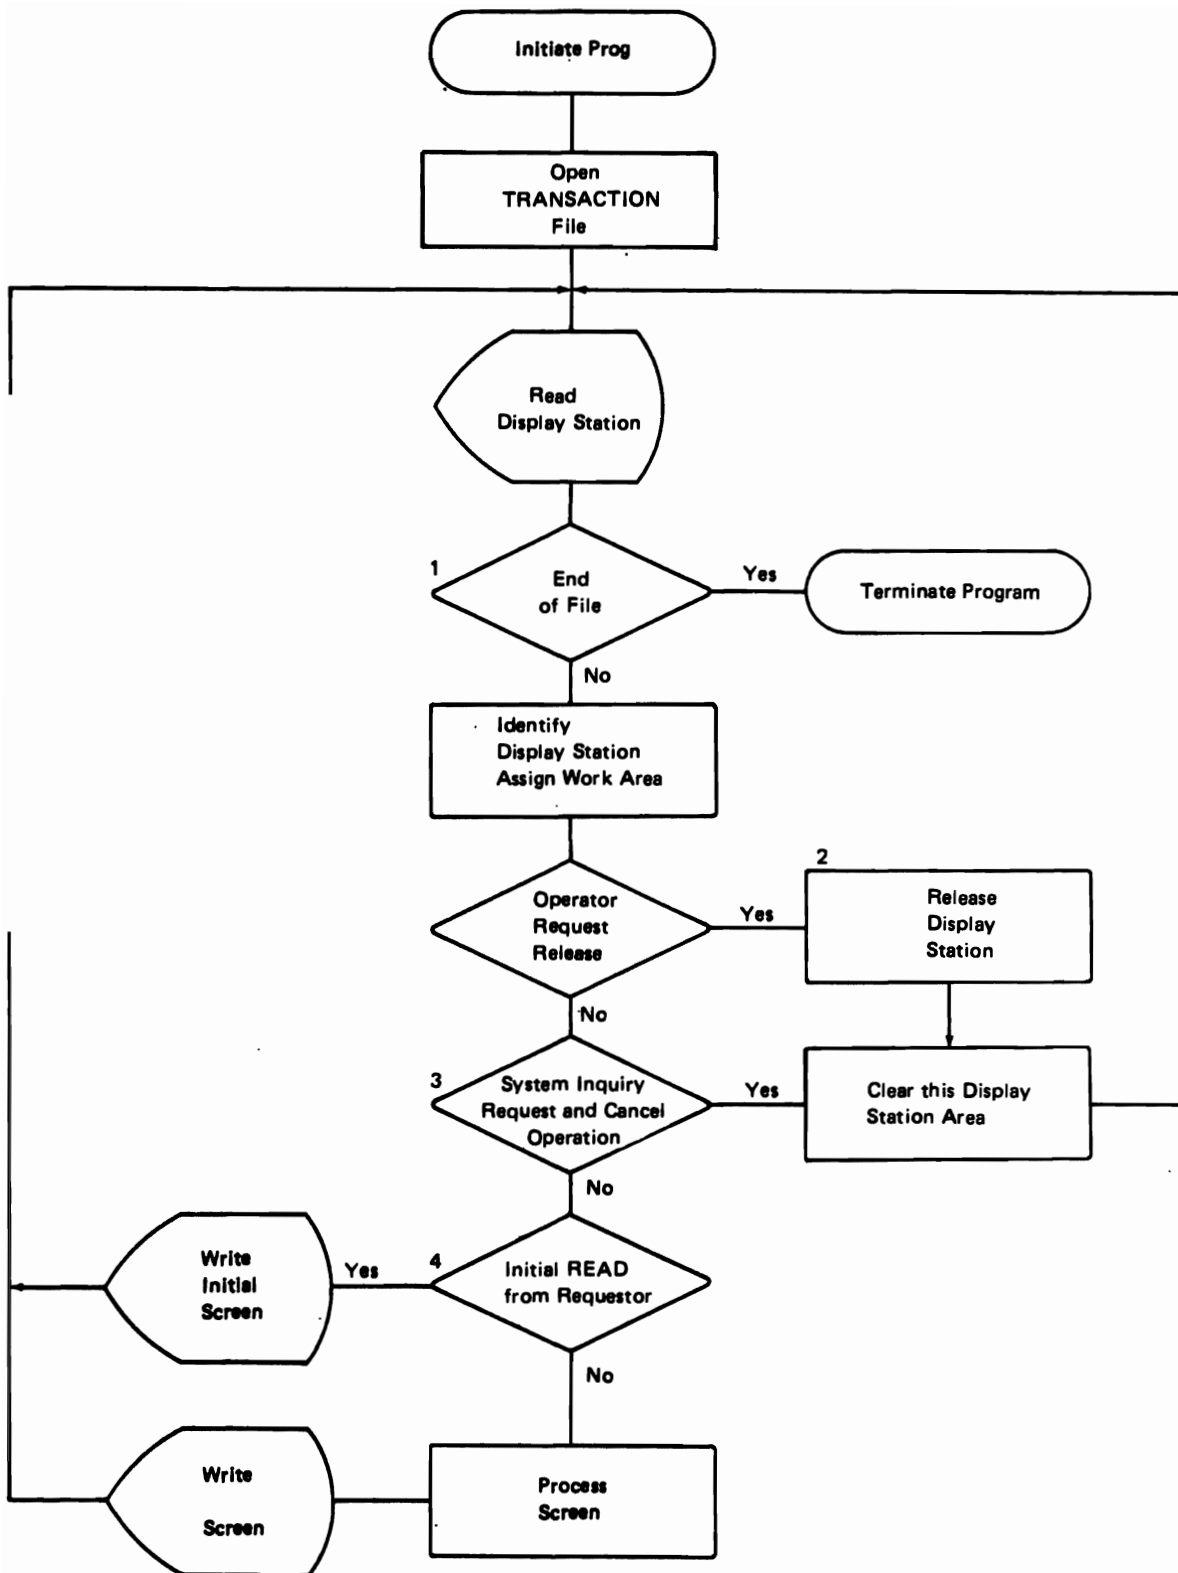 Initiate Prog
Open
TRANSACTION
File
Read
Display Station
1
End
of File
Yes
Terminate Program
No
Identify
Display Station
Assign Work Area
Operator
Request
Release
Yes
2
Release
Display
Station
No
3
System Inquiry
Request and Cancel
Operation
Yes
Clear this Display
Station Area
No
4
Initial READ
from Requestor
Yes
Write
Initial
Screen
No
Process
Screen
Write
Screen